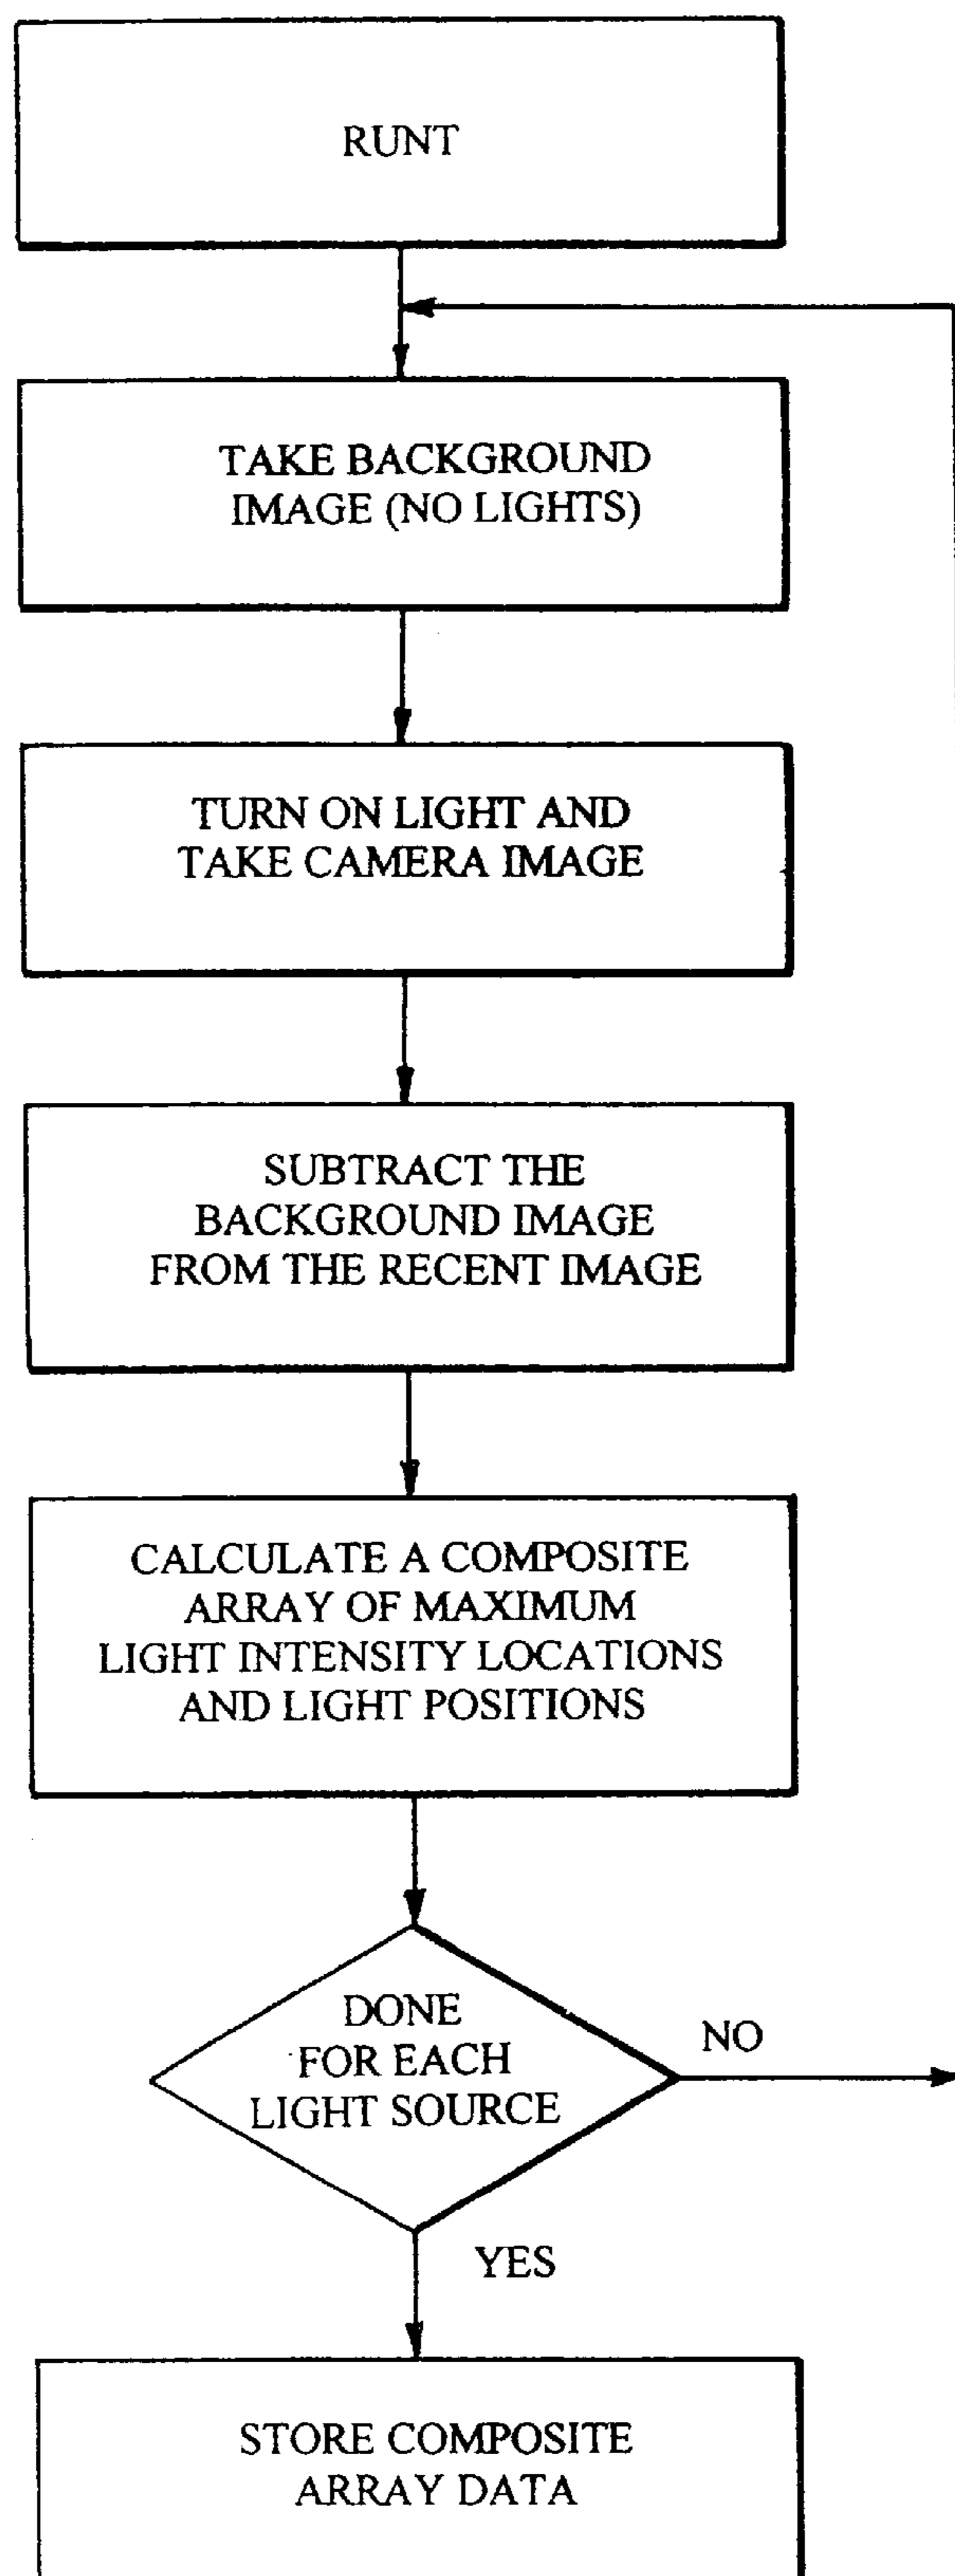 RUNT
TAKE BACKGROUND
IMAGE (NO LIGHTS)
TURN ON LIGHT AND
TAKE CAMERA IMAGE
SUBTRACT THE
BACKGROUND IMAGE
FROM THE RECENT IMAGE
CALCULATE A COMPOSITE
ARRAY OF MAXIMUM
LIGHT INTENSITY LOCATIONS
AND LIGHT POSITIONS
DONE
FOR EACH
LIGHT SOURCE
NO
YES
STORE COMPOSITE
ARRAY DATA